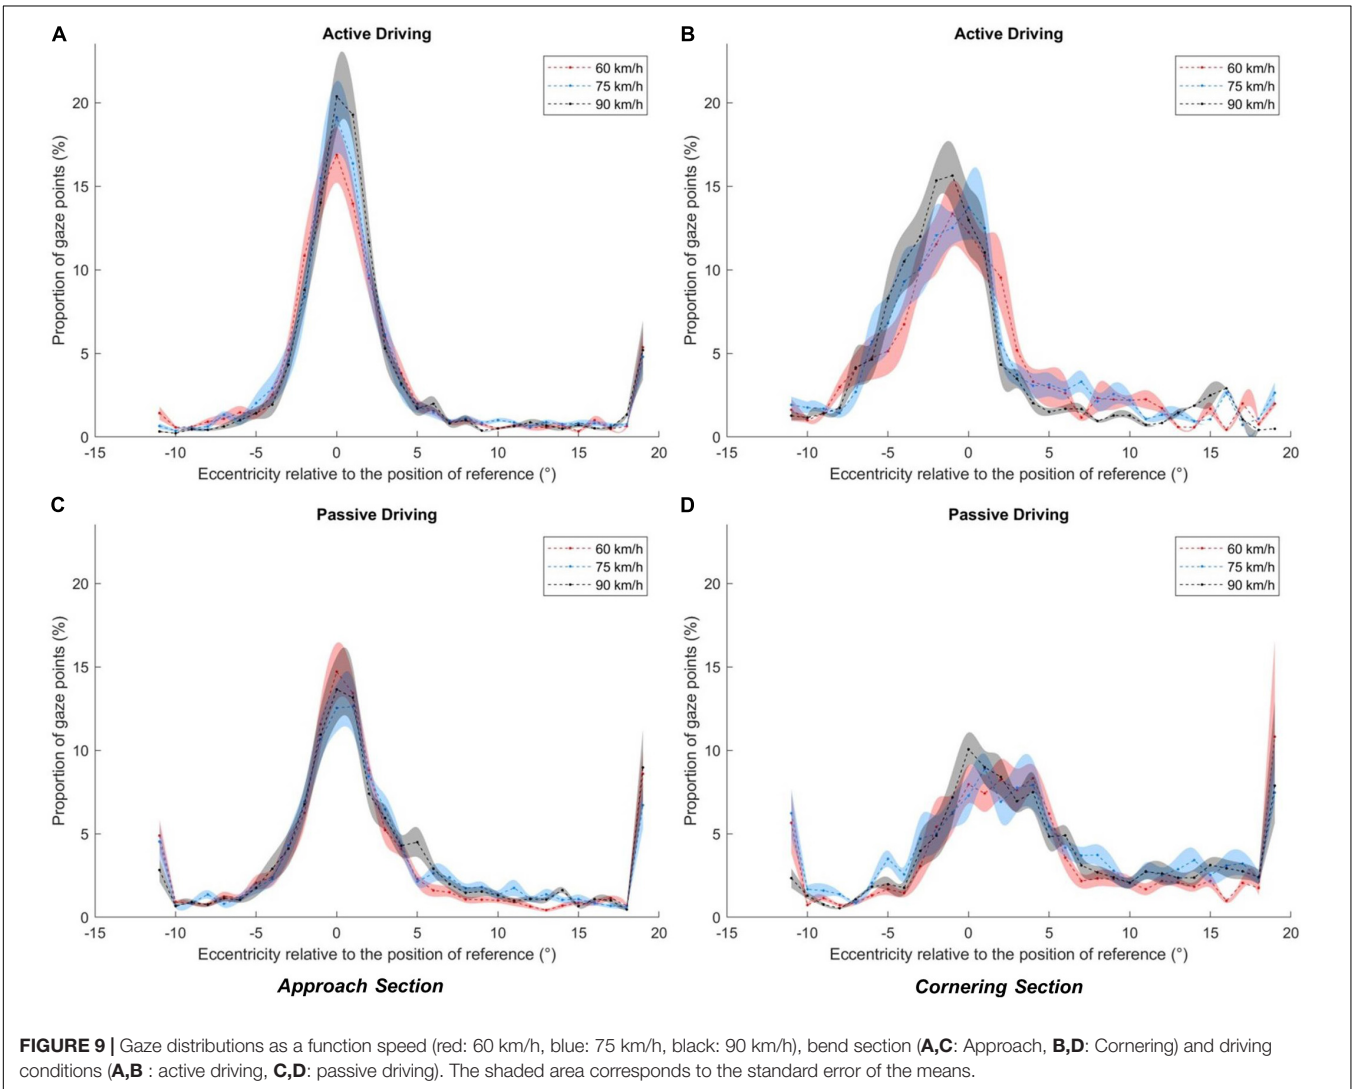 A
Active Driving
60 km/h
75 km/h
90 km/h
20
15
10
5
0
Proportion of gaze points (%)
-15 -10 -5 0 5 10 15 20
Eccentricity relative to the position of reference (°)
B
Active Driving
60 km/h
75 km/h
90 km/h
20
15
10
5
0
Proportion of gaze points (%)
-15 -10 -5 0 5 10 15 20
Eccentricity relative to the position of reference (°)
C
Passive Driving
60 km/h
75 km/h
90 km/h
20
15
10
5
0
Proportion of gaze points (%)
-15 -10 -5 0 5 10 15 20
Eccentricity relative to the position of reference (°)
Approach Section
D
Passive Driving
60 km/h
75 km/h
90 km/h
20
15
10
5
0
Proportion of gaze points (%)
-15 -10 -5 0 5 10 15 20
Eccentricity relative to the position of reference (°)
Cornering Section
FIGURE 9 | Gaze distributions as a function speed (red: 60 km/h, blue: 75 km/h, black: 90 km/h), bend section (A,C: Approach, B,D: Cornering) and driving
conditions (A,B : active driving, C,D: passive driving). The shaded area corresponds to the standard error of the means.